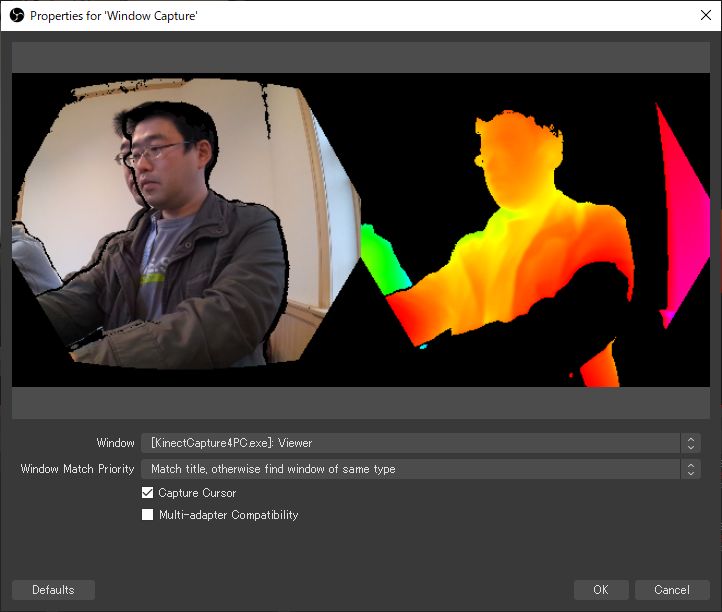 Properties for 'Window Capture'
Window
[KinectCapture4PC.exe]: Viewer
Window Match Priority
Match title, otherwise find window of same type
Capture Cursor
Multi-adapter Compatibility
Defaults
OK
Cancel